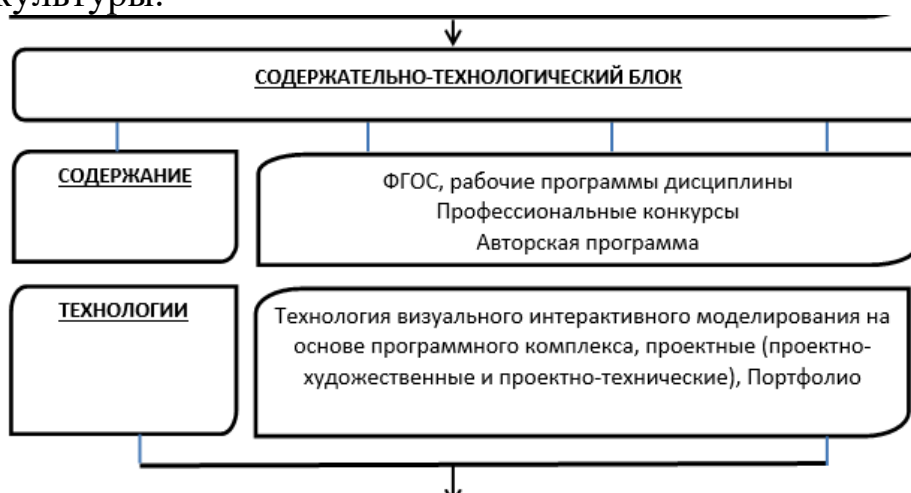 культуры.
СОДЕРЖАТЕЛЬНО-ТЕХНОЛОГИЧЕСКИЙ БЛОК
СОДЕРЖАНИЕ
ФГОС, рабочие программы дисциплины
Профессиональные конкурсы
Авторская программа
ТЕХНОЛОГИИ
Технология визуального интерактивного моделирования на
основе программного комплекса, проектные (проектно-
художественные и проектно-технические), Портфолио